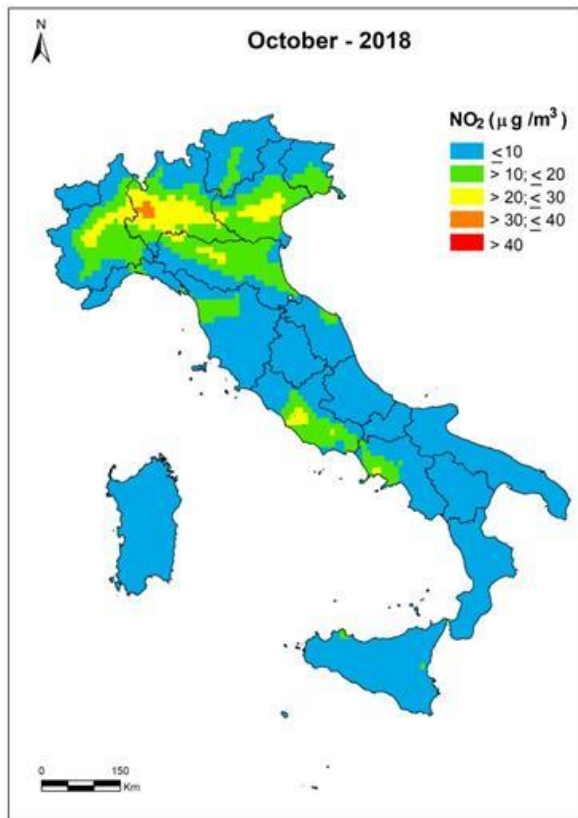 N
October - 2018
NO₂ (μg/m³)
≤10
> 10; ≤ 20
> 20; ≤ 30
> 30; ≤ 40
> 40
0 150
Km